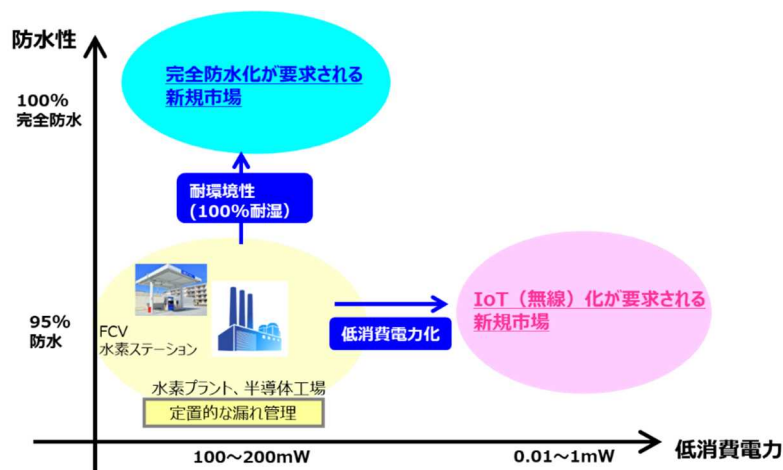 防水性
完全防水化が要求される
新規市場
100%
完全防水
耐環境性
(100%耐湿)
IoT（無線）化が要求される
新規市場
95%
防水
FCV
水素ステーション
低消費電力化
水素プラント、半導体工場
定置的な漏れ管理
100～200mW
0.01～1mW
低消費電力